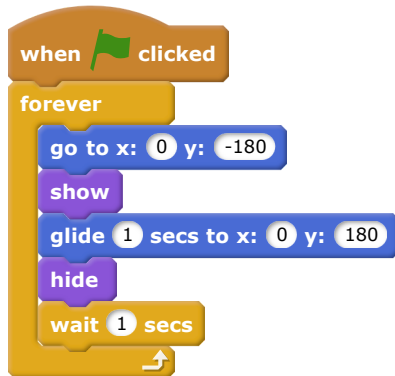 when clicked
forever
go to x: 0 y: -180
show
glide 1 secs to x: 0 y: 180
hide
wait 1 secs